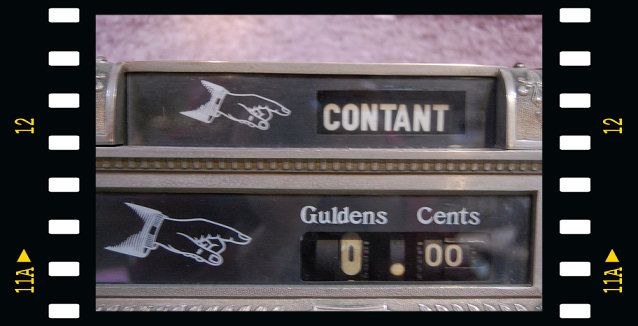 CONTANT
Guldens Cents
0.00
12
12
11A
11A